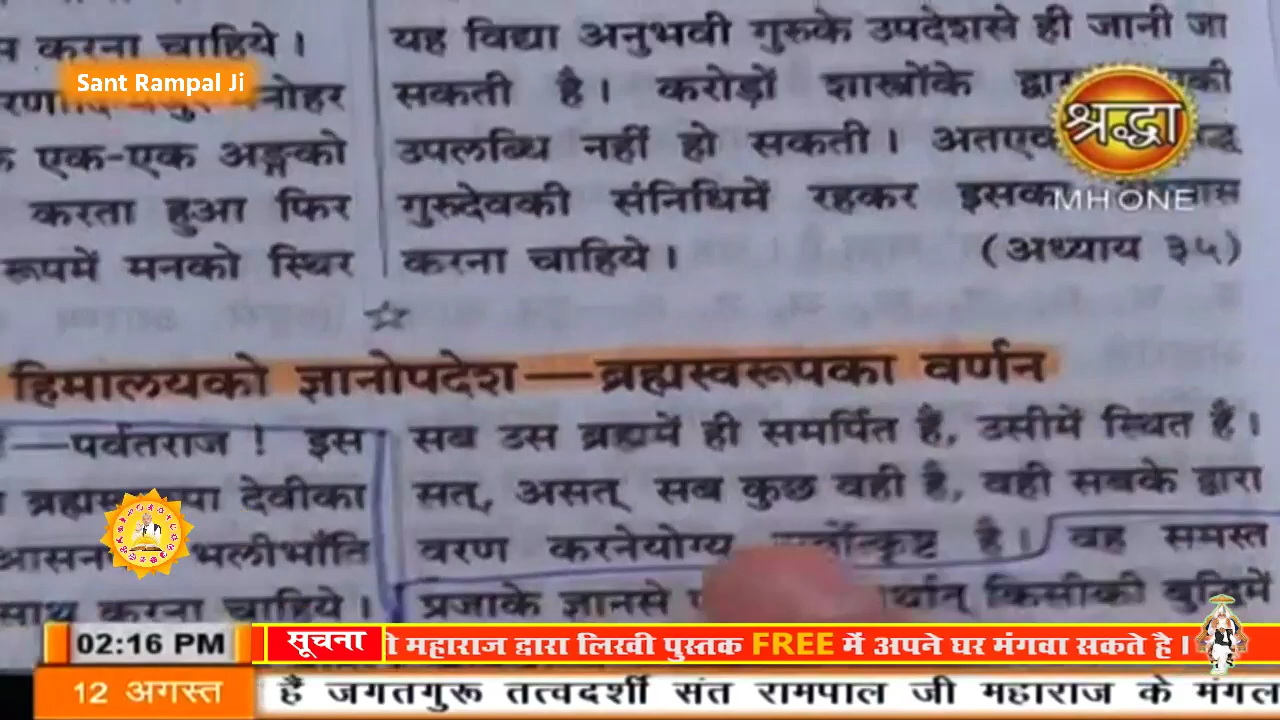 करना चाहिये।
Sant Rampal Ji
मनोहर
एक-एक अङ्गको
करता हुआ फिर
रूपमें मनको स्थिर
यह विद्या अनुभवी गुरुके उपदेशसे ही जानी जा
सकती है। करोड़ों शास्त्रोंके
उपलब्धि नहीं हो सकती।
गुरुदेवकी संनिधिमें रहकर
करना चाहिये।
(अध्याय ३५)
श्रद्धा
MH ONE
हिमालयको ज्ञानोपदेश—ब्रह्मस्वरूपका वर्णन
—पर्वतराज ! इस
देवीका
भलीभाँति
साथ करना चाहिये।
सब उस ब्रह्ममें ही समर्पित है, उसीमें स्थित है।
सत्, असत् सब कुछ वही है, वही सबके द्वारा
वरण करनेयोग्य है। वह समस्त
प्रजाके ज्ञानसे किसीकी बुद्धिमें
02:16 PM
सूचना
महाराज द्वारा लिखी पुस्तक FREE में अपने घर मंगवा सकते है।
12 अगस्त
हैं जगतगुरू तत्वदर्शी संत रामपाल जी महाराज के मंगल